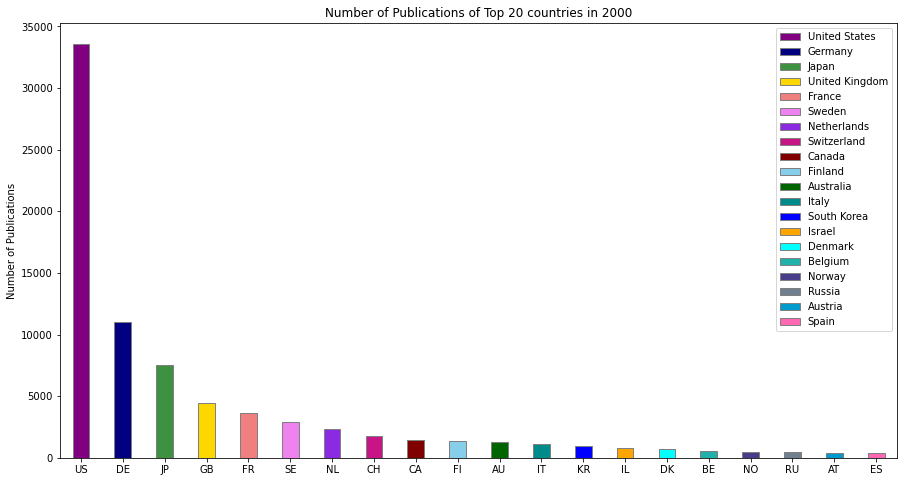 Number of Publications of Top 20 countries in 2000
Number of Publications
35000
30000
25000
20000
15000
10000
5000
0
US DE JP GB FR SE NL CH CA FI AU IT KR IL DK BE NO RU AT ES
United States
Germany
Japan
United Kingdom
France
Sweden
Netherlands
Switzerland
Canada
Finland
Australia
Italy
South Korea
Israel
Denmark
Belgium
Norway
Russia
Austria
Spain